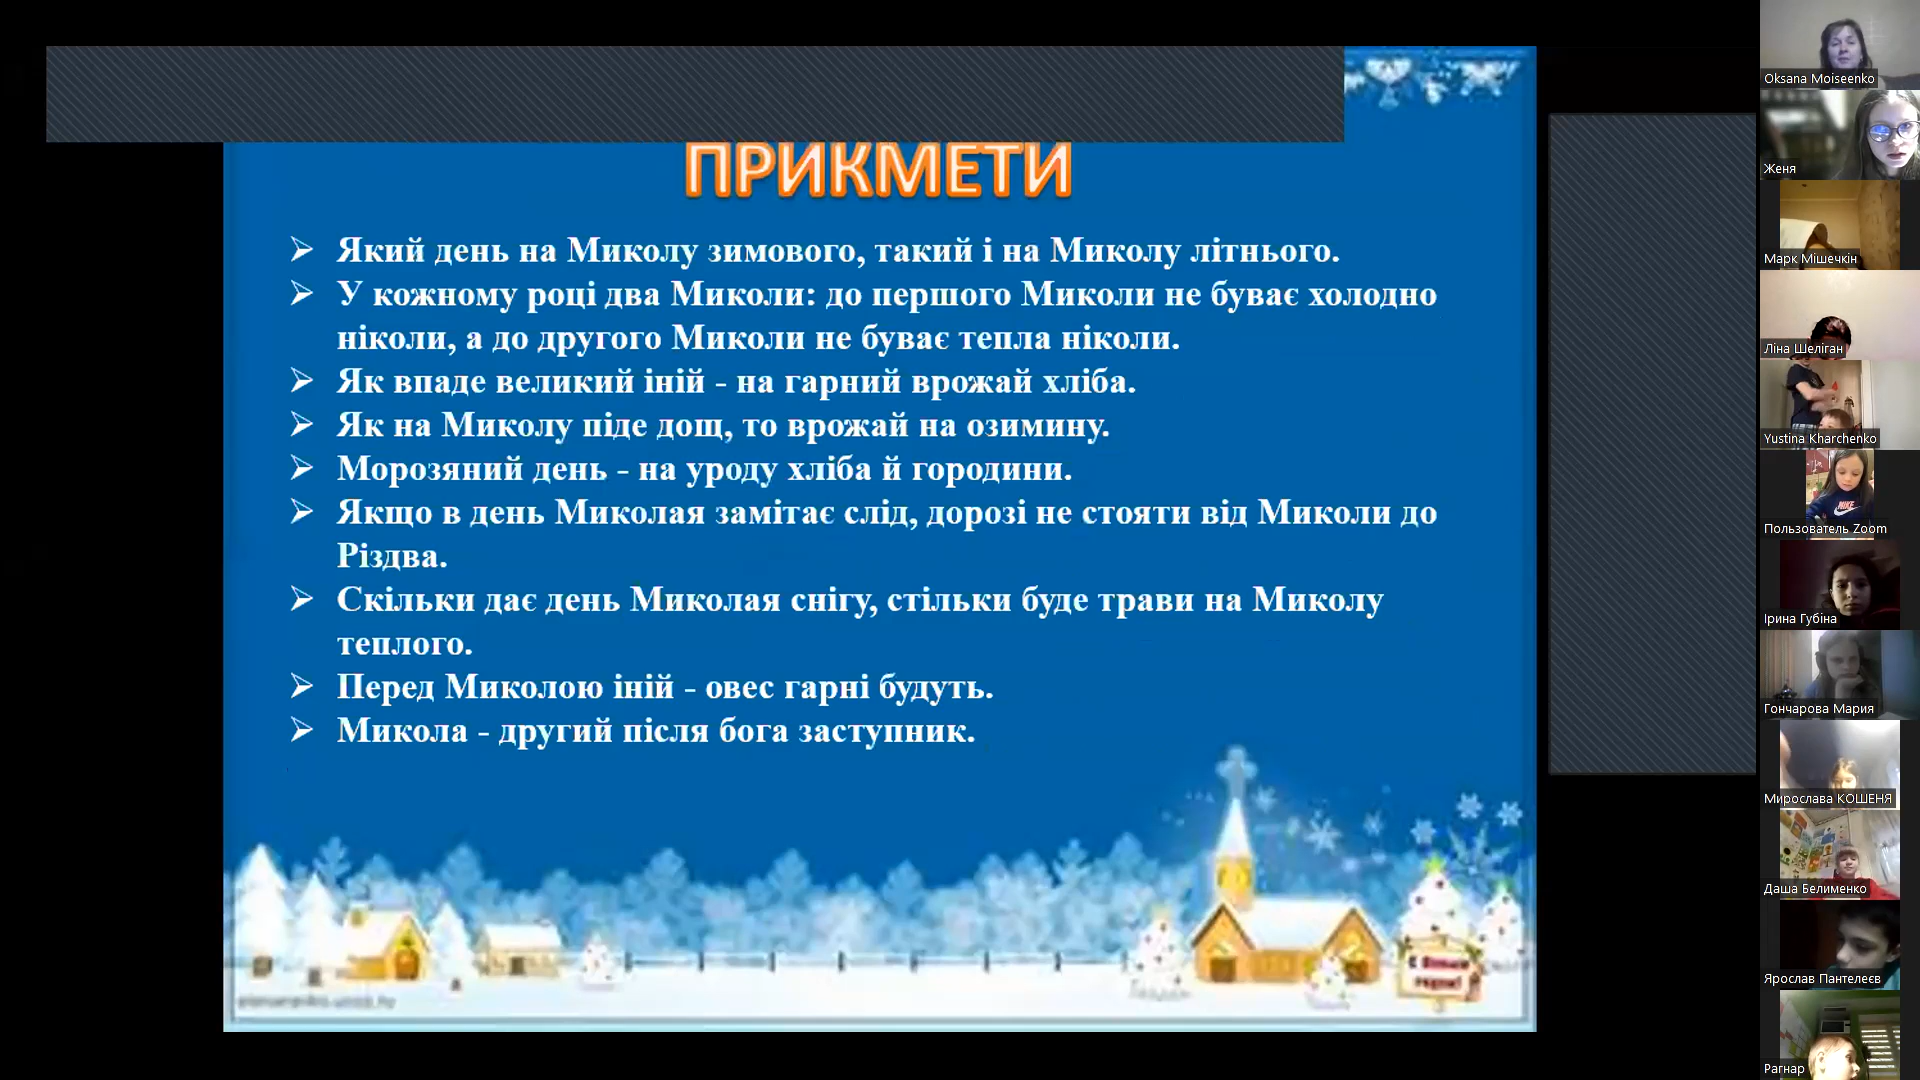 ПРИКМЕТИ
Який день на Миколу зимового, такий і на Миколу літнього.
У кожному році два Миколи: до першого Миколи не буває холодно
ніколи, а до другого Миколи не буває тепла ніколи.
Як впаде великий іній - на гарний врожай хліба.
Як на Миколу піде дощ, то врожай на озимину.
Морозяний день - на уроду хліба й городини.
Якщо в день Миколая замітає слід, дорозі не стояти від Миколи до
Різдва.
Скільки дає день Миколая снігу, стільки буде трави на Миколу
теплого.
Перед Миколою іній - овес гарні будуть.
Микола - другий після бога заступник.
Oksana Moiseenko
Женя
Марк Мішечкін
Ліна Шеліган
Yustina Kharchenko
NIKE
Пользователь Zoom
Ірина Губіна
Гончарова Мария
Мирослава КОШЕНЯ
Даша Белименко
Ярослав Пантелеєв
Рагнар